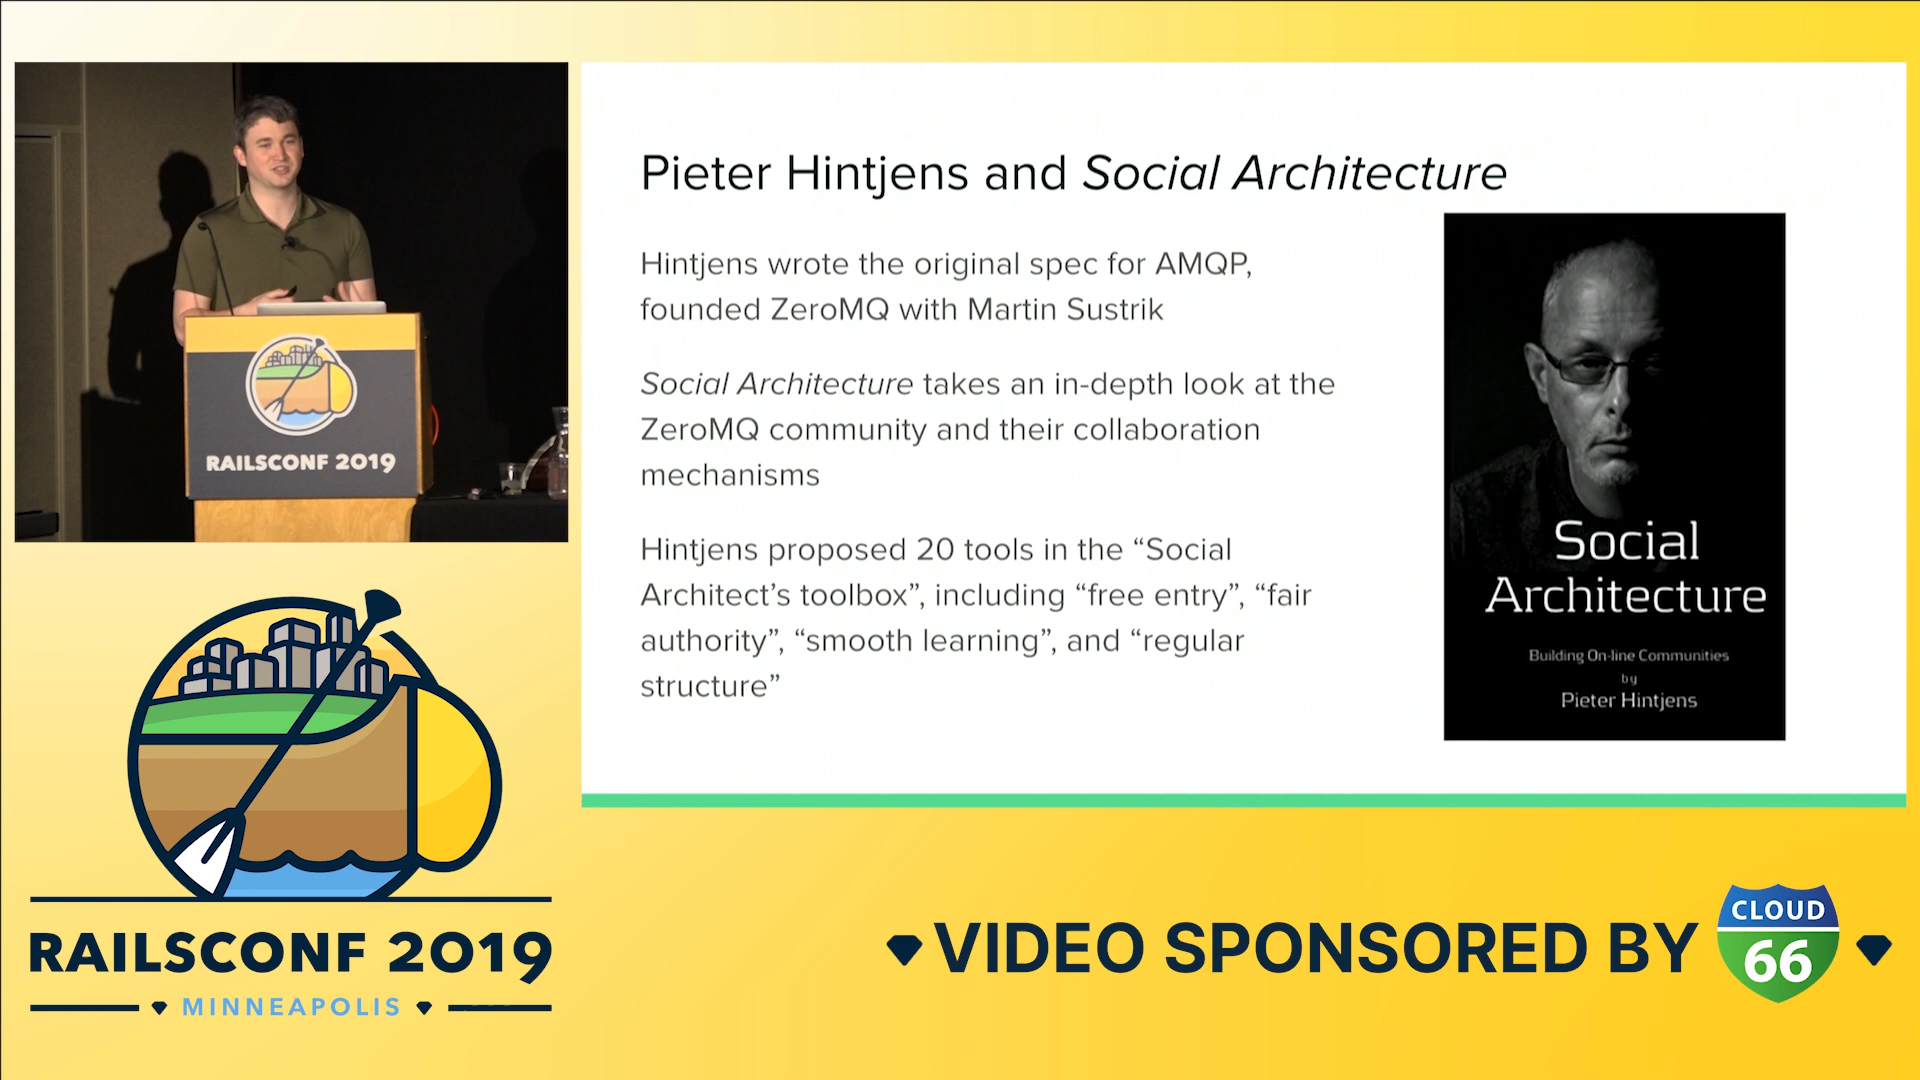 Pieter Hintjens and Social Architecture
Hintjens wrote the original spec for AMQP,
founded ZeroMQ with Martin Sustrik
Social Architecture takes an in-depth look at the
ZeroMQ community and their collaboration
mechanisms
Hintjens proposed 20 tools in the “Social
Architect’s toolbox”, including “free entry”, “fair
authority”, “smooth learning”, and “regular
structure”
Social
Architecture
Building On-line Communities
by
Pieter Hintjens
RAILSCONF 2019
RAILSCONF 2019
MINNEAPOLIS
VIDEO SPONSORED BY
CLOUD
66